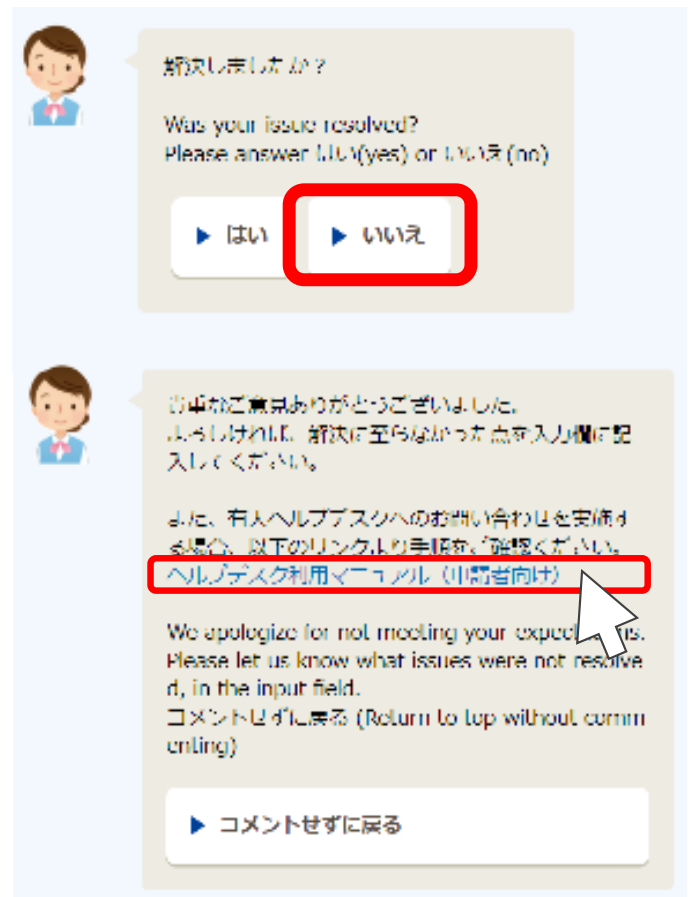 解決しましたか？
Was your issue resolved?
Please answer はい(yes) or いいえ(no)
はい
いいえ
貴重なご意見ありがとうございました。
よろしければ、解決に至らなかった点を入力欄に記
入してください。
また、有人ヘルプデスクへのお問い合わせを実施す
る場合、以下のリンクより手順をご確認ください。
ヘルプデスク利用マニュアル（申請者向け）
We apologize for not meeting your
Please let us know what issues were not resolve
d, in the input field.
コメントせずに戻る (Return to top without comm
enting)
コメントせずに戻る